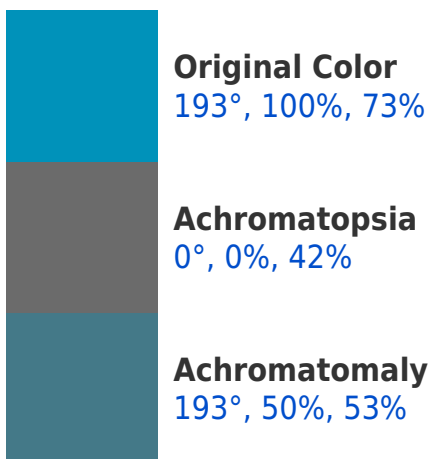 Original Color
193°, 100%, 73%
Achromatopsia
0°, 0%, 42%
Achromatomaly
193°, 50%, 53%